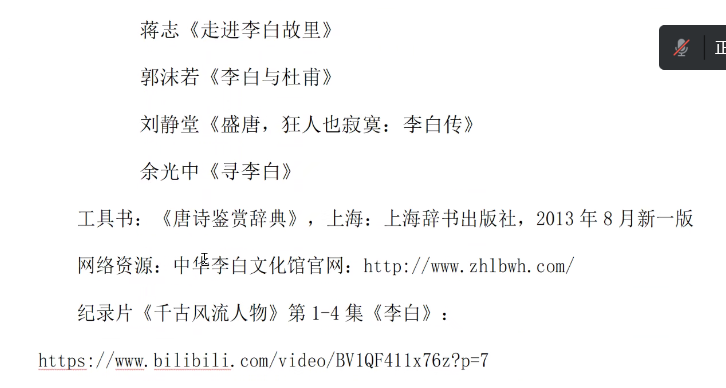 蒋志《走进李白故里》
正
郭沫若《李白与杜甫》
刘静堂《盛唐，狂人也寂寞：李白传》
余光中《寻李白》
工具书：《唐诗鉴赏辞典》，上海：上海辞书出版社，2013 年 8 月新一版
网络资源：中华李白文化馆官网：http://www.zhlbwh.com/
纪录片《千古风流人物》第 1-4 集《李白》：
https://www.bilibili.com/video/BV1QF411x76z?p=7